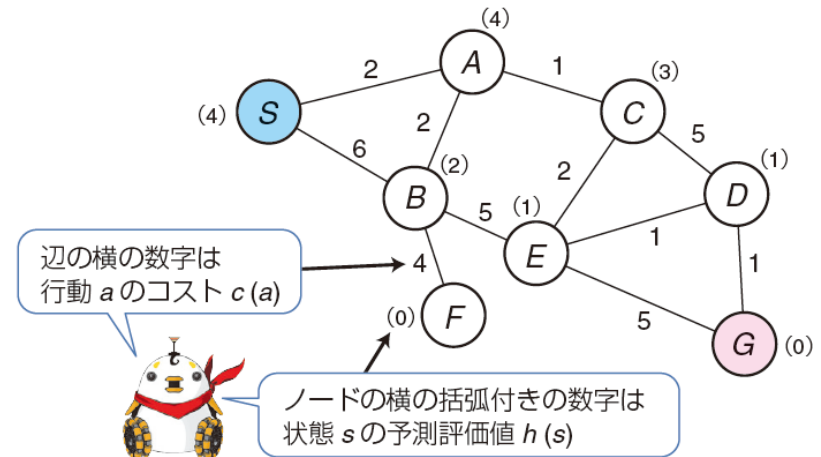 (4)
A
2
1
(3)
S
(4)
C
2
5
6
(2)
(1)
B
2
D
5
(1)
E
1
1
辺の横の数字は
行動 a のコスト c (a)
4
(0)
F
5
G
(0)
ノードの横の括弧付きの数字は
状態 s の予測評価値 h (s)